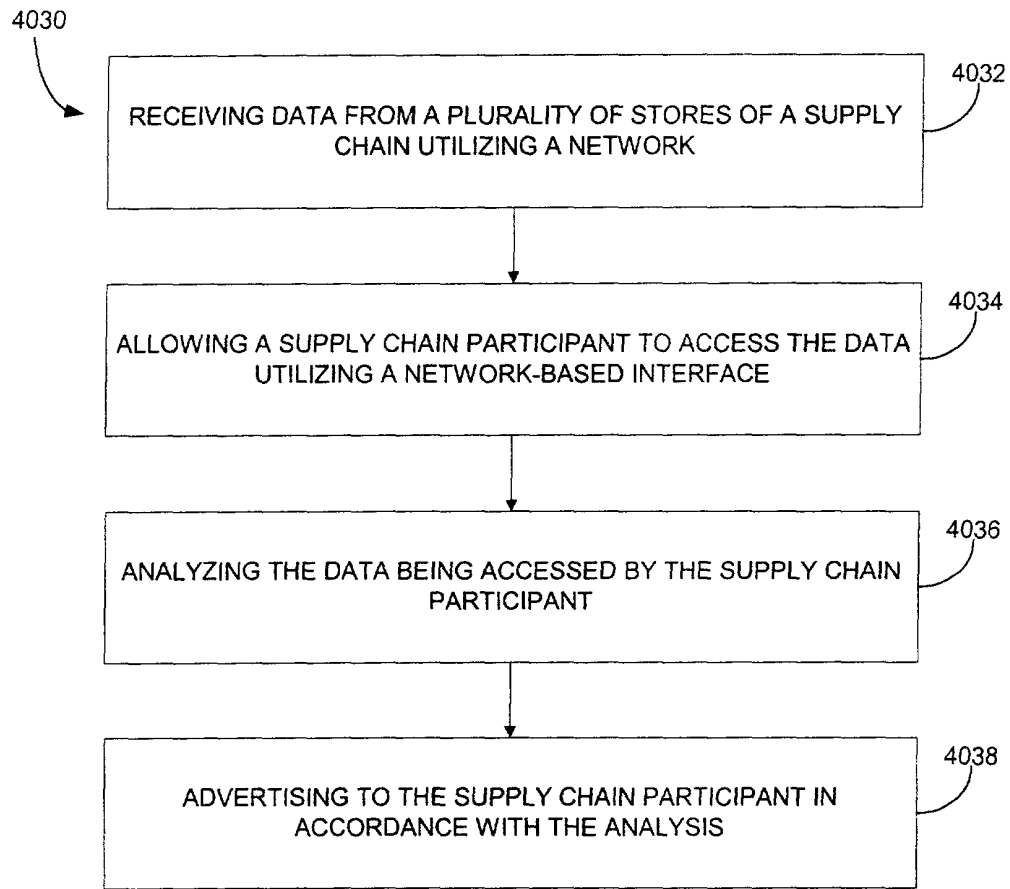 4030
4032
RECEIVING DATA FROM A PLURALITY OF STORES OF A SUPPLY
CHAIN UTILIZING A NETWORK
4034
ALLOWING A SUPPLY CHAIN PARTICIPANT TO ACCESS THE DATA
UTILIZING A NETWORK-BASED INTERFACE
4036
ANALYZING THE DATA BEING ACCESSED BY THE SUPPLY CHAIN
PARTICIPANT
4038
ADVERTISING TO THE SUPPLY CHAIN PARTICIPANT IN
ACCORDANCE WITH THE ANALYSIS